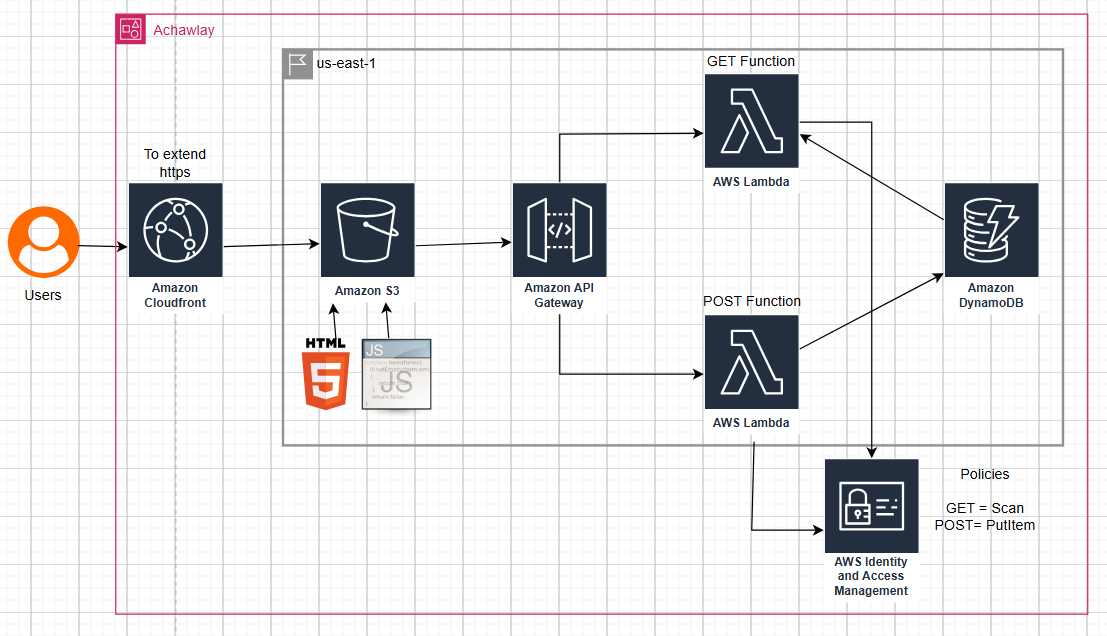 Achawlay
us-east-1
GET Function
AWS Lambda
To extend
https
Users
Amazon
Cloudfront
Amazon S3
Amazon API
Gateway
Amazon
DynamoDB
POST Function
AWS Lambda
HTML
5
JS
JS
return false;
Policies
GET = Scan
POST= PutItem
AWS Identity
and Access
Management